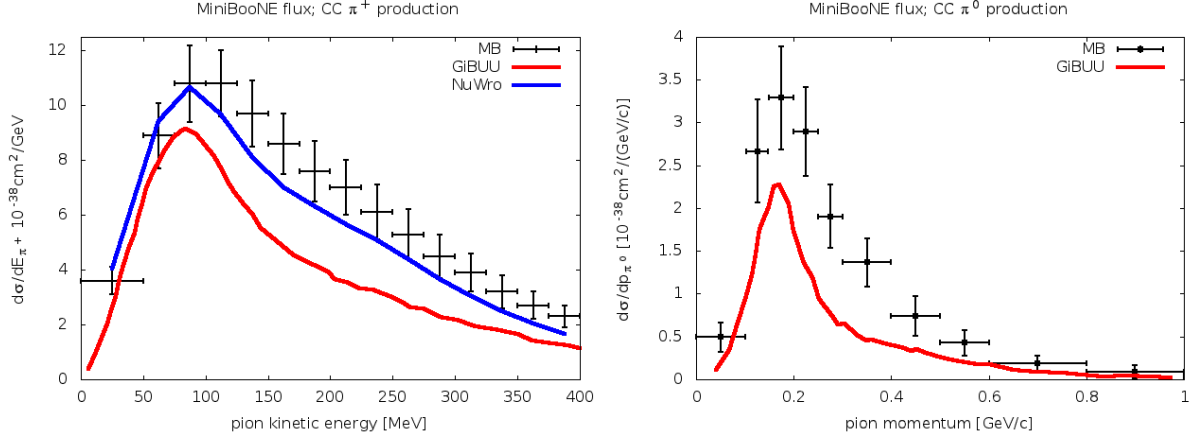 MiniBooNE flux; CC π⁺ production
MB
GiBUU
NuWro
dσ/dE_π+ 10⁻³⁸cm²/GeV
0
2
4
6
8
10
12
0 50 100 150 200 250 300 350 400
pion kinetic energy [MeV]
MiniBooNE flux; CC π⁰ production
MB
GiBUU
dσ/dp_π⁰ [10⁻³⁸cm²/(GeV/c)]
0
0.5
1
1.5
2
2.5
3
3.5
4
0 0.2 0.4 0.6 0.8 1
pion momentum [GeV/c]